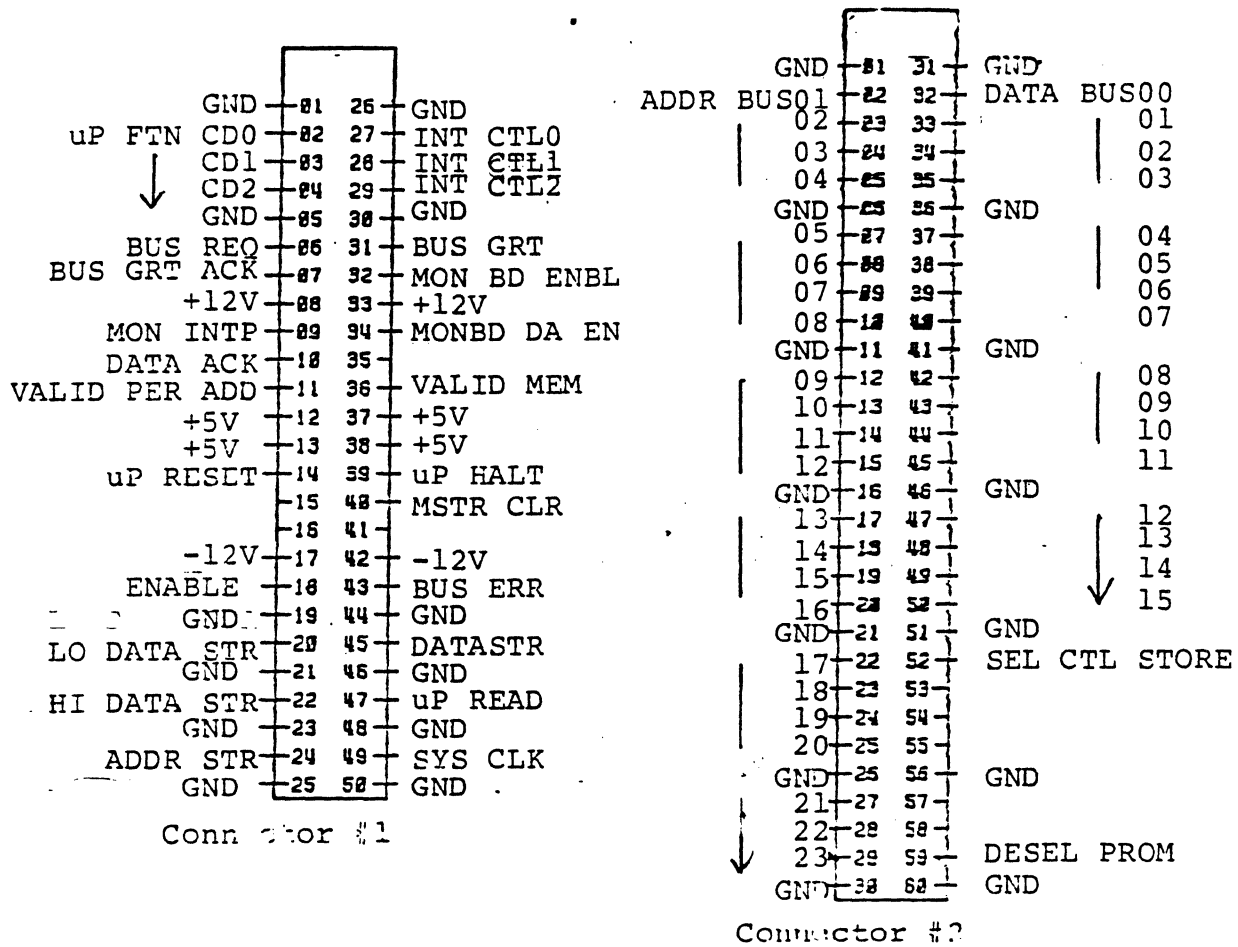 GND 01 26 GND
uP FTN CD0 02 27 INT CTL0
CD1 03 28 INT CTL1
CD2 04 29 INT CTL2
GND 05 30 GND
BUS REQ 06 31 BUS GRT
BUS GRT ACK 07 32 MON BD ENBL
+12V 08 33 +12V
MON INTP 09 34 MONBD DA EN
DATA ACK 10 35
VALID PER ADD 11 36 VALID MEM
+5V 12 37 +5V
+5V 13 38 +5V
uP RESET 14 39 uP HALT
15 40 MSTR CLR
16 41
-12V 17 42 -12V
ENABLE 18 43 BUS ERR
GND 19 44 GND
LO DATA STR 20 45 DATASTR
GND 21 46 GND
HI DATA STR 22 47 uP READ
GND 23 48 GND
ADDR STR 24 49 SYS CLK
GND 25 50 GND
Connector #1
GND 01 31 GND
ADDR BUS01 02 32 DATA BUS00
02 03 33 01
03 04 34 02
04 05 35 03
GND 06 36 GND
05 07 37 04
06 08 38 05
07 09 39 06
08 10 40 07
GND 11 41 GND
09 12 42 08
10 13 43 09
11 14 44 10
12 15 45 11
GND 16 46 GND
13 17 47 12
14 18 48 13
15 19 49 14
16 20 50 15
GND 21 51 GND
17 22 52 SEL CTL STORE
18 23 53
19 24 54
20 25 55
GND 26 56 GND
21 27 57
22 28 58
23 29 59 DESEL PROM
GND 30 60 GND
Connector #2